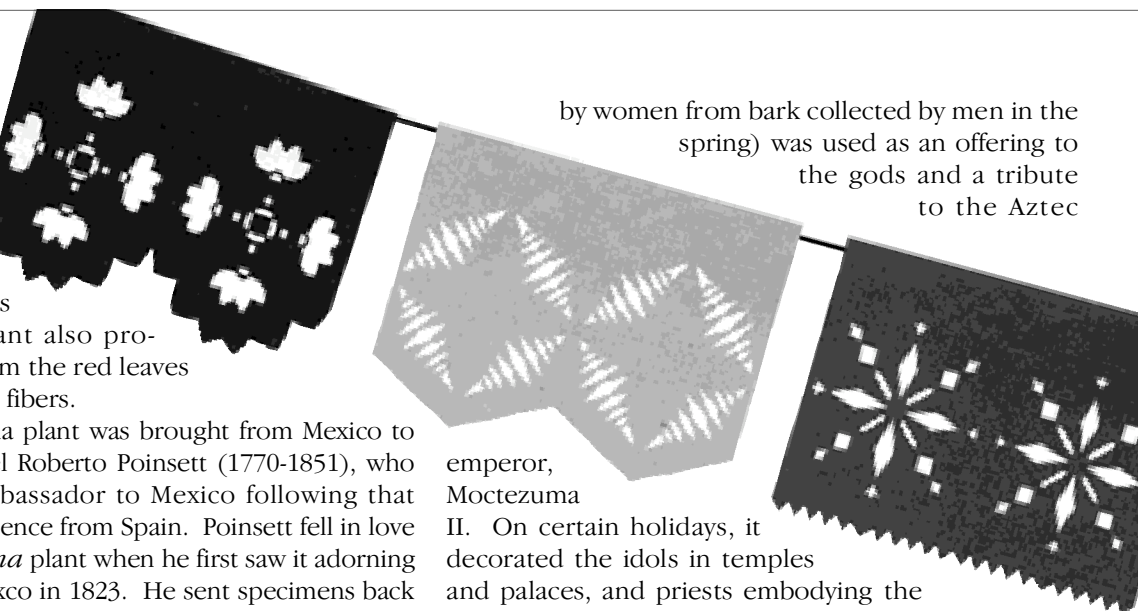 s
ant also pro-
m the red leaves
fibers.
a plant was brought from Mexico to
el Roberto Poinsett (1770-1851), who
bassador to Mexico following that
ence from Spain. Poinsett fell in love
na plant when he first saw it adorning
xco in 1823. He sent specimens back
by women from bark collected by men in the
spring) was used as an offering to
the gods and a tribute
to the Aztec
emperor,
Moctezuma
II. On certain holidays, it
decorated the idols in temples
and palaces, and priests embodying the